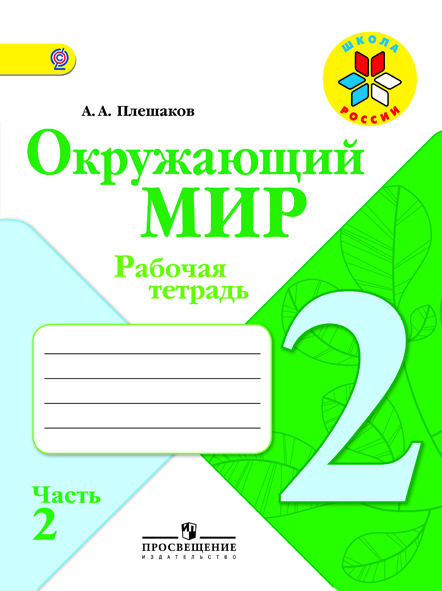 ШКОЛА
РОССИИ
А. А. Плешаков
Окружающий
МИР
Рабочая
тетрадь
2
Часть
2
ПРОСВЕЩЕНИЕ
ИЗДАТЕЛЬСТВО